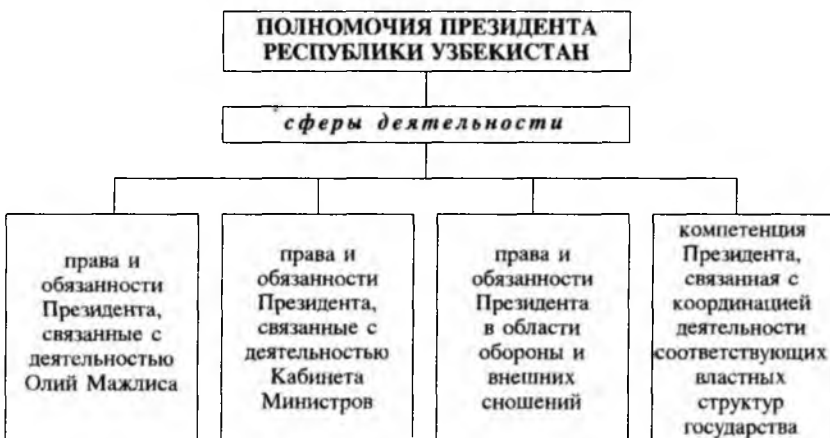 ПОЛНОМОЧИЯ ПРЕЗИДЕНТА
РЕСПУБЛИКИ УЗБЕКИСТАН
сферы деятельности
права и
обязанности
Президента,
связанные с
деятельностью
Олий Мажлиса
права и
обязанности
Президента,
связанные с
деятельностью
Кабинета
Министров
права и
обязанности
Президента
в области
обороны и
внешних
сношений
компетенция
Президента,
связанная с
координацией
деятельности
соответствующих
властных
структур
государства